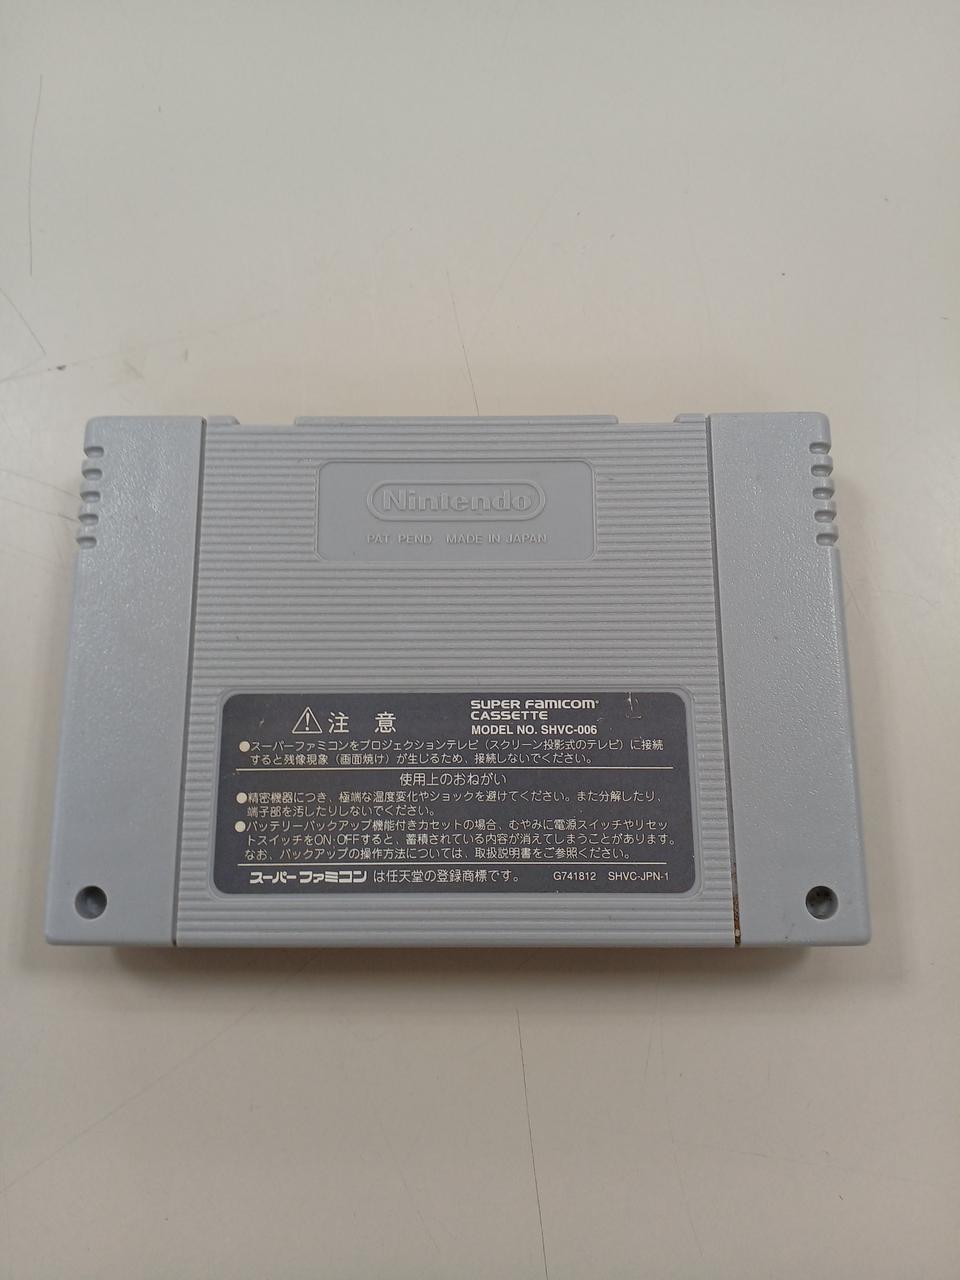 Nintendo
PAT PEND. MADE IN JAPAN
⚠注 意
SUPER FAMICOM®
CASSETTE
MODEL NO. SHVC-006
●スーパーファミコンをプロジェクションテレビ（スクリーン投影式のテレビ）に接続
すると残像現象（画面焼け）が生じるため、接続しないでください。
使用上のおねがい
●精密機器につき、極端な温度変化やショックを避けてください。また分解したり、
端子部を汚したりしないでください。
●バッテリーバックアップ機能付きカセットの場合、むやみに電源スイッチやリセッ
トスイッチをON・OFFすると、蓄積されている内容が消えてしまうことがあります。
なお、バックアップの操作方法については、取扱説明書をご参照ください。
スーパーファミコン は任天堂の登録商標です。 G741812 SHVC-JPN-1